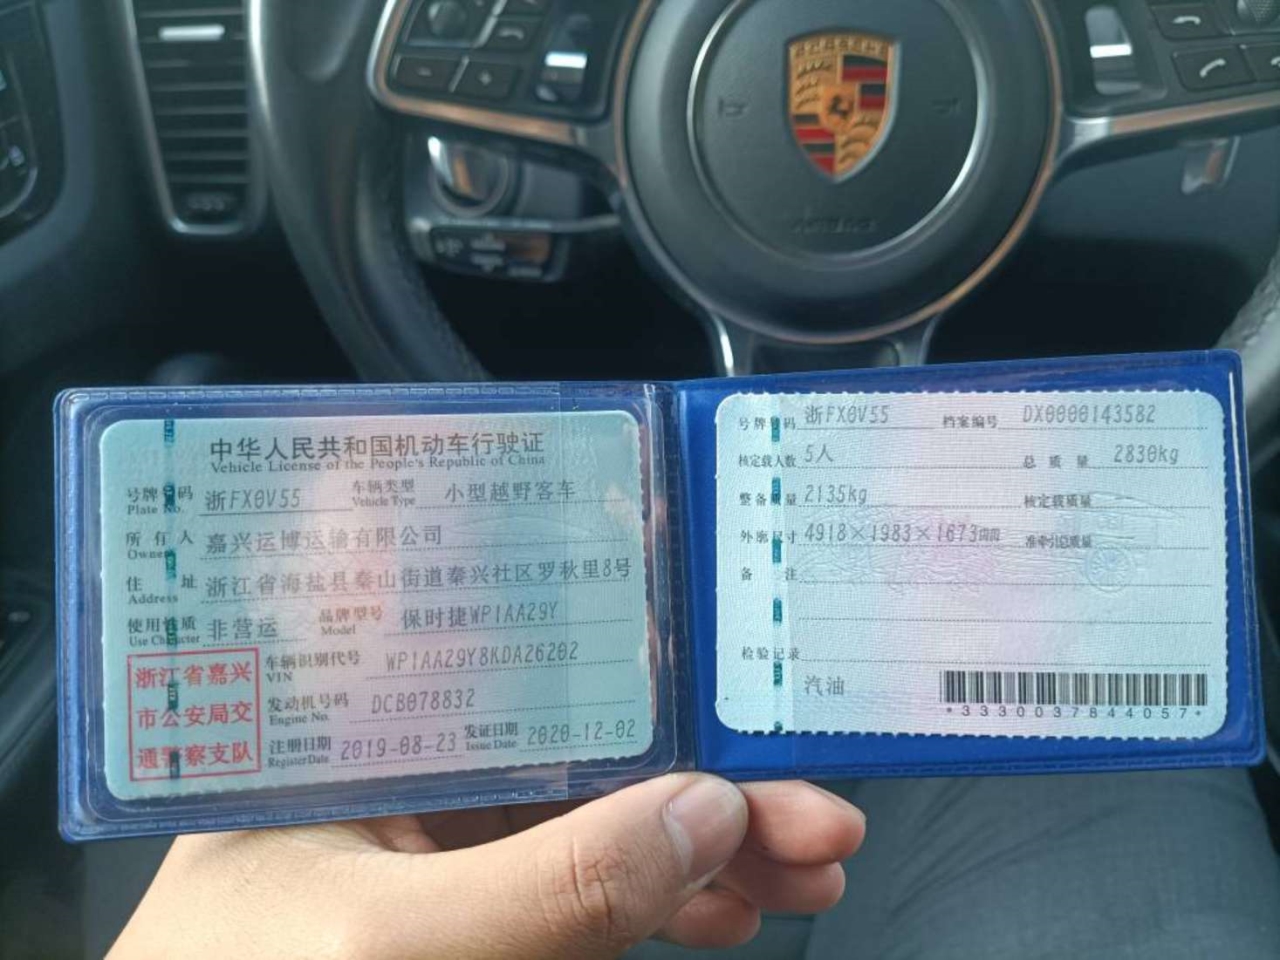 中华人民共和国机动车行驶证
Vehicle License of the People's Republic of China
号牌号码 浙FX0V55 车辆类型 小型越野客车
Plate No. Vehicle Type
所有人 嘉兴运博运输有限公司
Owner
住址 浙江省海盐县秦山街道秦兴社区罗秋里8号
Address
使用性质 非营运 品牌型号 保时捷WP1AA29Y
Use Character Model
车辆识别代号 WP1AA29Y8KDA26202
VIN
发动机号码 DCB078832
Engine No.
注册日期 2019-08-23 发证日期 2020-12-02
Register Date Issue Date
浙江省嘉兴
市公安局交
通警察支队
号牌号码 浙FX0V55 档案编号 DX0000143582
核定载人数 5人 总质量 2830kg
整备质量 2135kg 核定载质量
外廓尺寸 4918×1983×1673mm 准牵引总质量
备注
检验记录
汽油
*3330037844057*